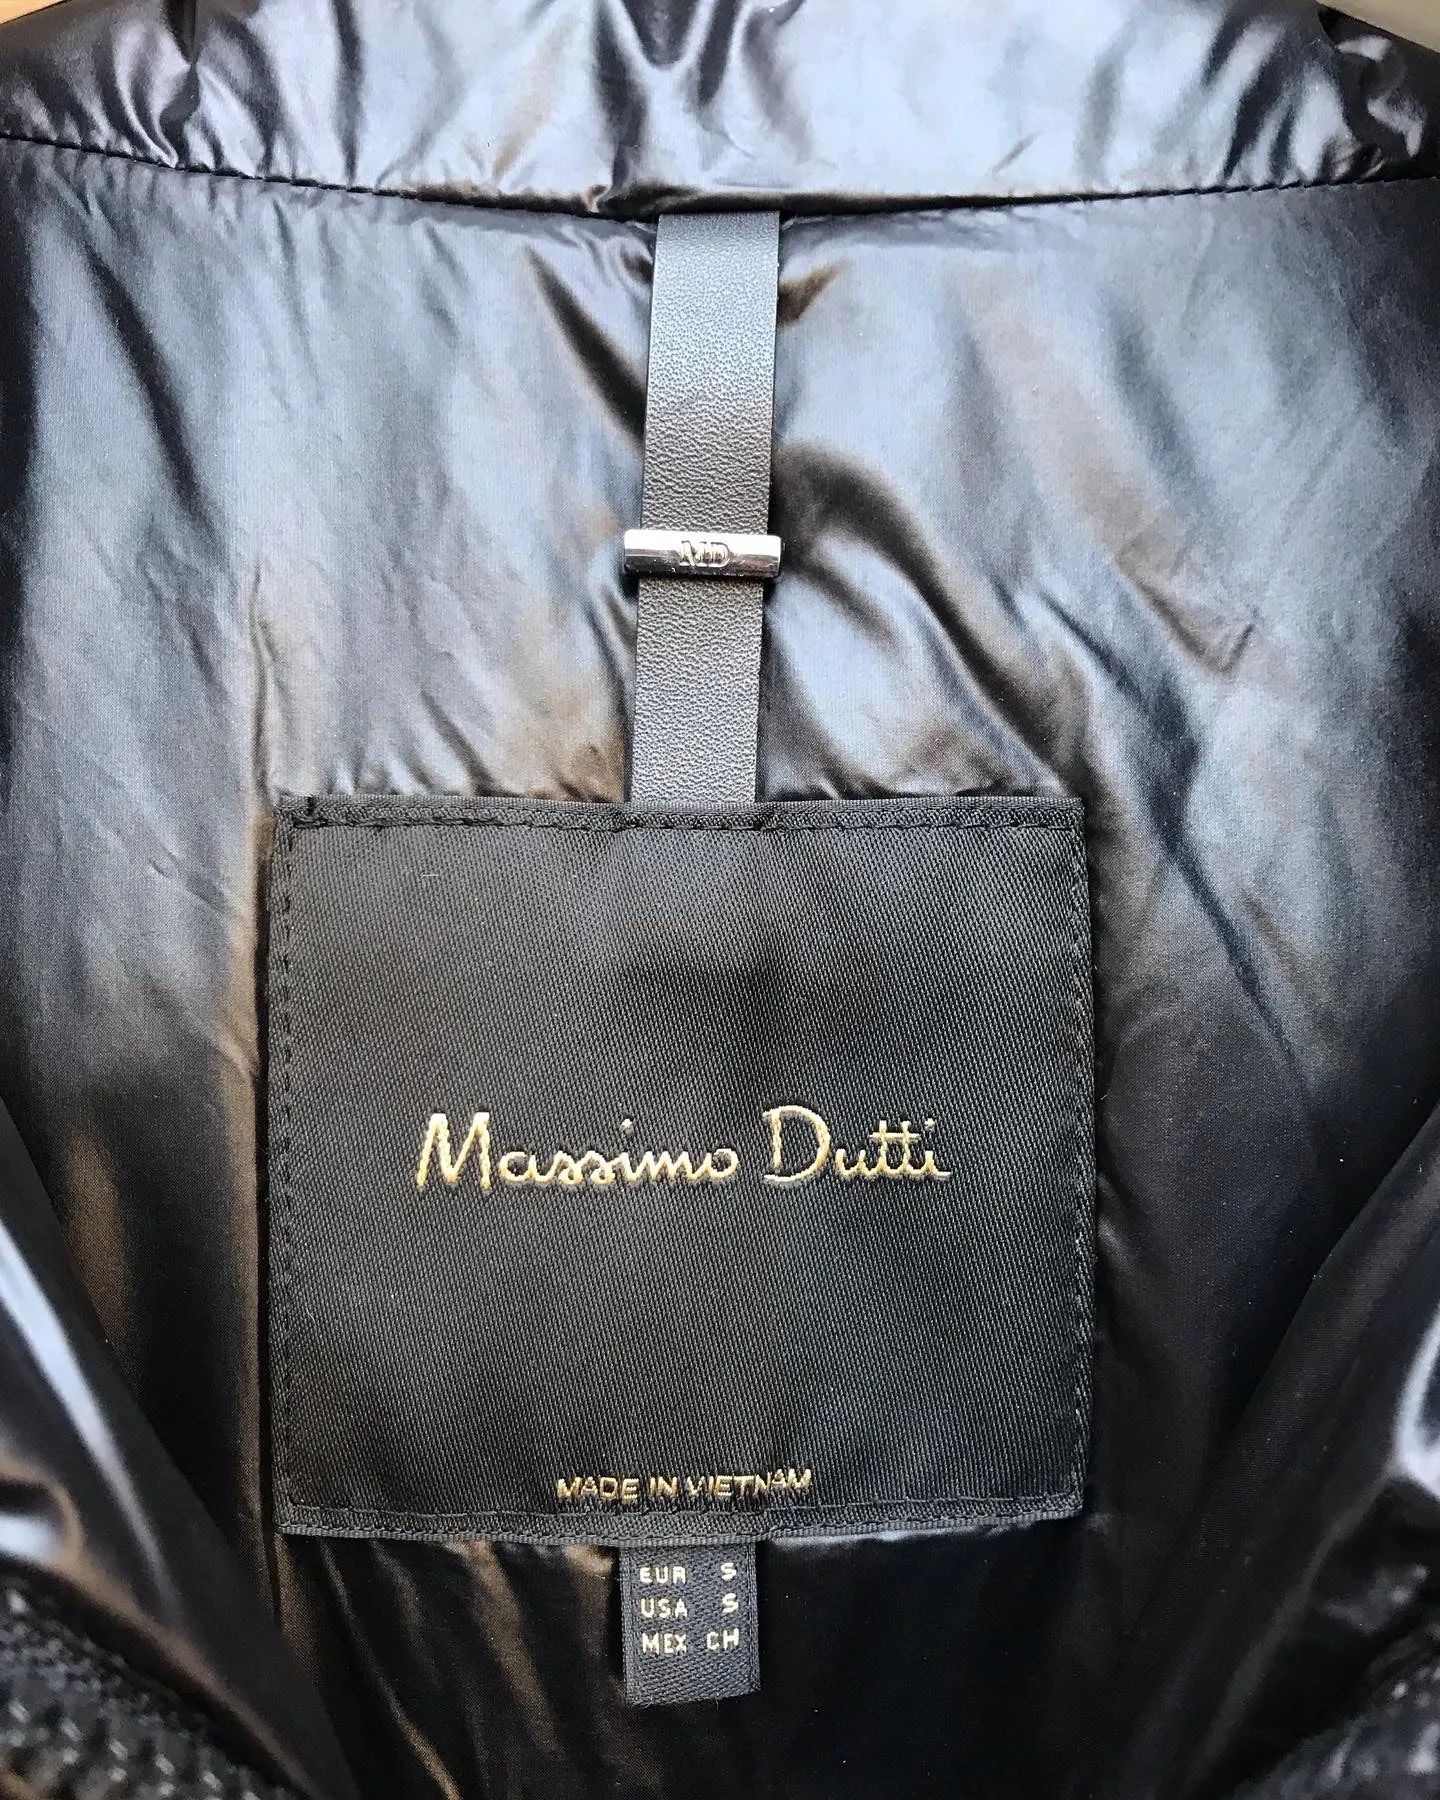 MD
Massimo Dutti
MADE IN VIETNAM
EUR S
USA S
MEX CH